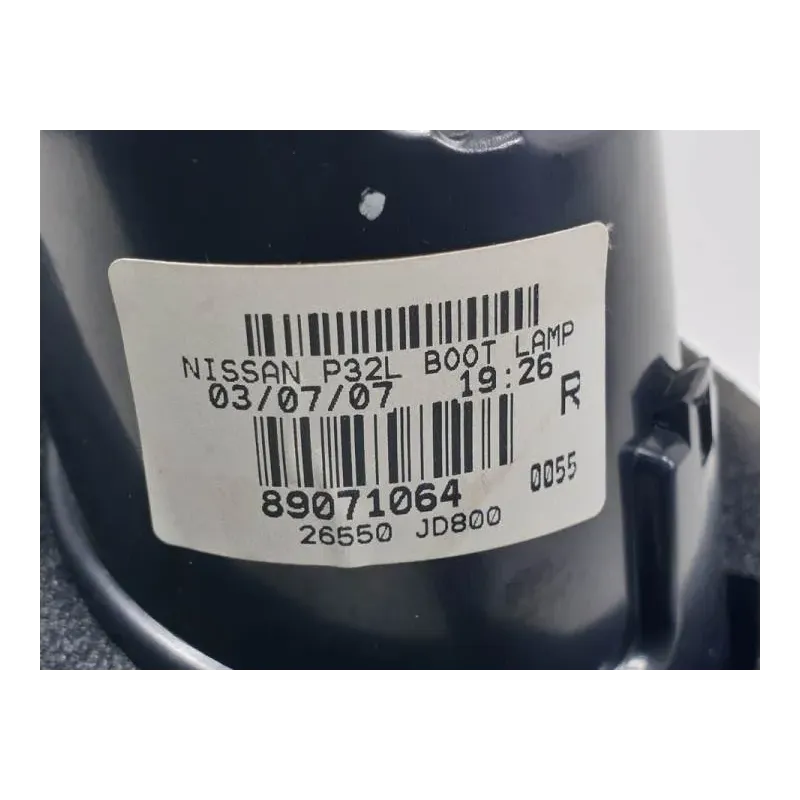 NISSAN P32L BOOT LAMP
03/07/07 19:26 R
89071064 0055
26550 JD800